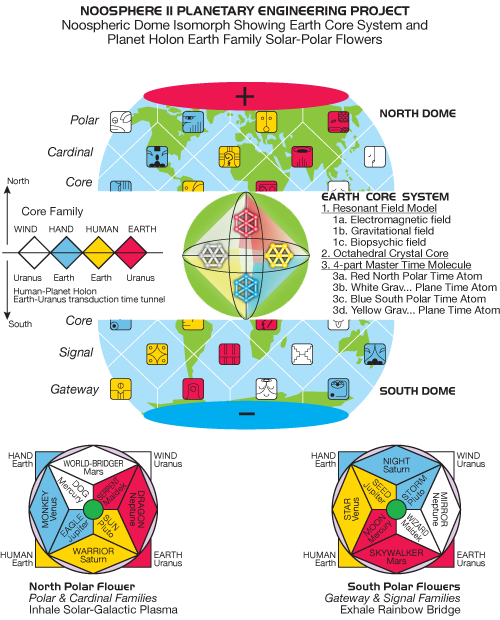 NOOSPHERE II PLANETARY ENGINEERING PROJECT
Noospheric Dome Isomorph Showing Earth Core System and
Planet Holon Earth Family Solar-Polar Flowers
+
NORTH DOME
Polar
Cardinal
Core
North
Core Family
WIND HAND HUMAN EARTH
Uranus Earth Earth Uranus
Human-Planet Holon
Earth-Uranus transduction time tunnel
South
EARTH CORE SYSTEM
1. Resonant Field Model
1a. Electromagnetic field
1b. Gravitational field
1c. Biopsychic field
2. Octahedral Crystal Core
3. 4-part Master Time Molecule
3a. Red North Polar Time Atom
3b. White Grav... Plane Time Atom
3c. Blue South Polar Time Atom
3d. Yellow Grav... Plane Time Atom
Core
Signal
Gateway
SOUTH DOME
−
HAND
Earth
WIND
Uranus
WORLD-BRIDGER
Mars
DOG
Mercury
SERPENT
Maldek
MONKEY
Venus
DRAGON
Neptune
EAGLE
Jupiter
SUN
Pluto
WARRIOR
Saturn
HUMAN
Earth
EARTH
Uranus
North Polar Flower
Polar & Cardinal Families
Inhale Solar-Galactic Plasma
HAND
Earth
WIND
Uranus
NIGHT
Saturn
SEED
Jupiter
STORM
Pluto
STAR
Venus
MIRROR
Neptune
MOON
Mercury
WIZARD
Maldek
SKYWALKER
Mars
HUMAN
Earth
EARTH
Uranus
South Polar Flowers
Gateway & Signal Families
Exhale Rainbow Bridge